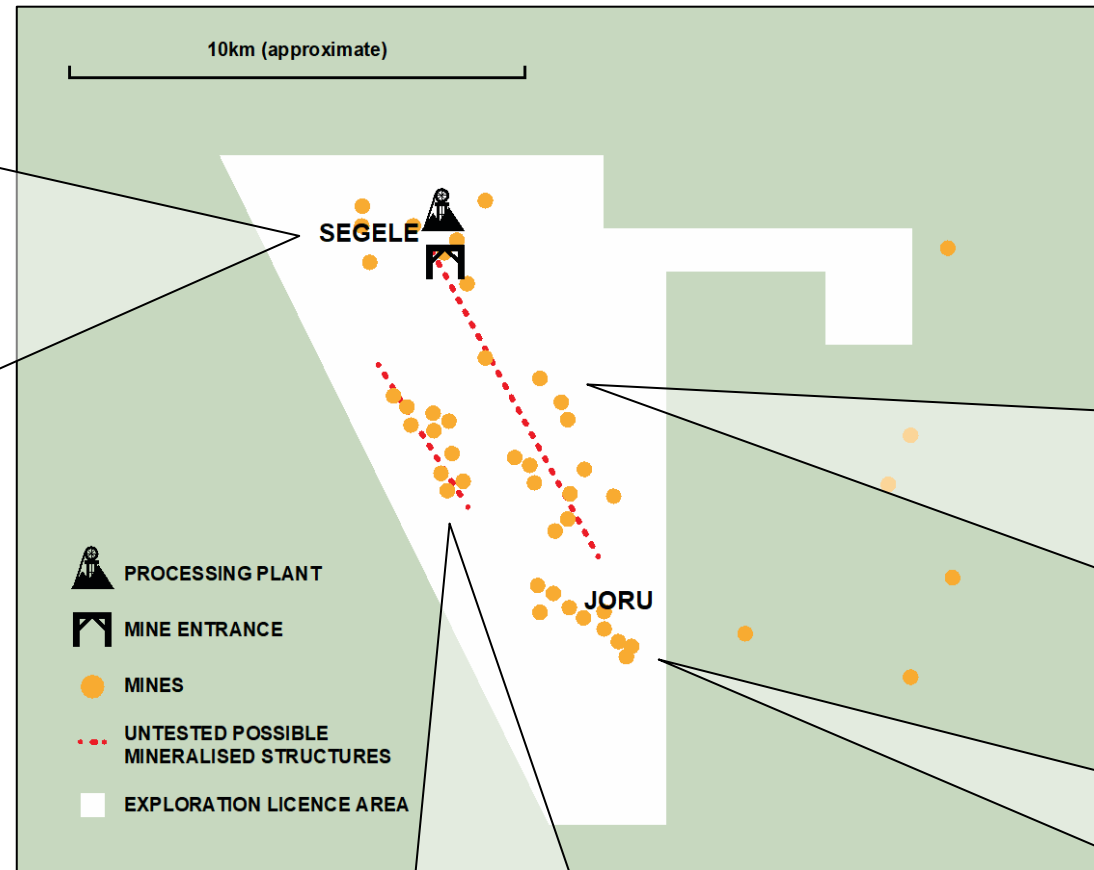 10km (approximate)
SEGELE
JORU
PROCESSING PLANT
MINE ENTRANCE
MINES
UNTESTED POSSIBLE
MINERALISED STRUCTURES
EXPLORATION LICENCE AREA